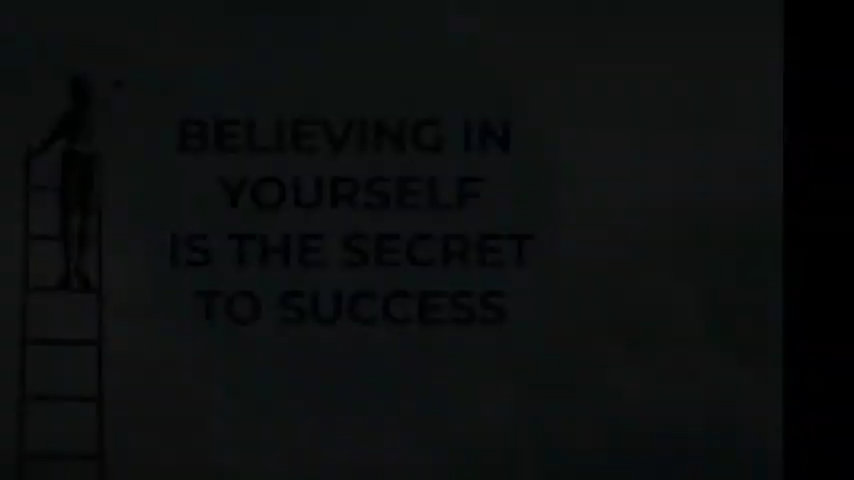 BELIEVING IN
YOURSELF
IS THE SECRET
TO SUCCESS